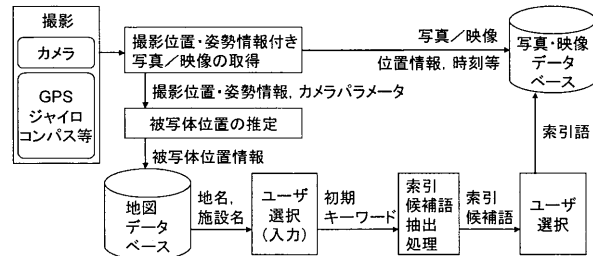 撮影
カメラ
GPS
ジャイロ
コンパス等
撮影位置・姿勢情報付き
写真／映像の取得
写真／映像
位置情報, 時刻等
写真・映像
データ
ベース
撮影位置・姿勢情報, カメラパラメータ
被写体位置の推定
被写体位置情報
索引語
地図
データ
ベース
地名,
施設名
ユーザ
選択
(入力)
初期
キーワード
索引
候補語
抽出
処理
索引
候補語
ユーザ
選択